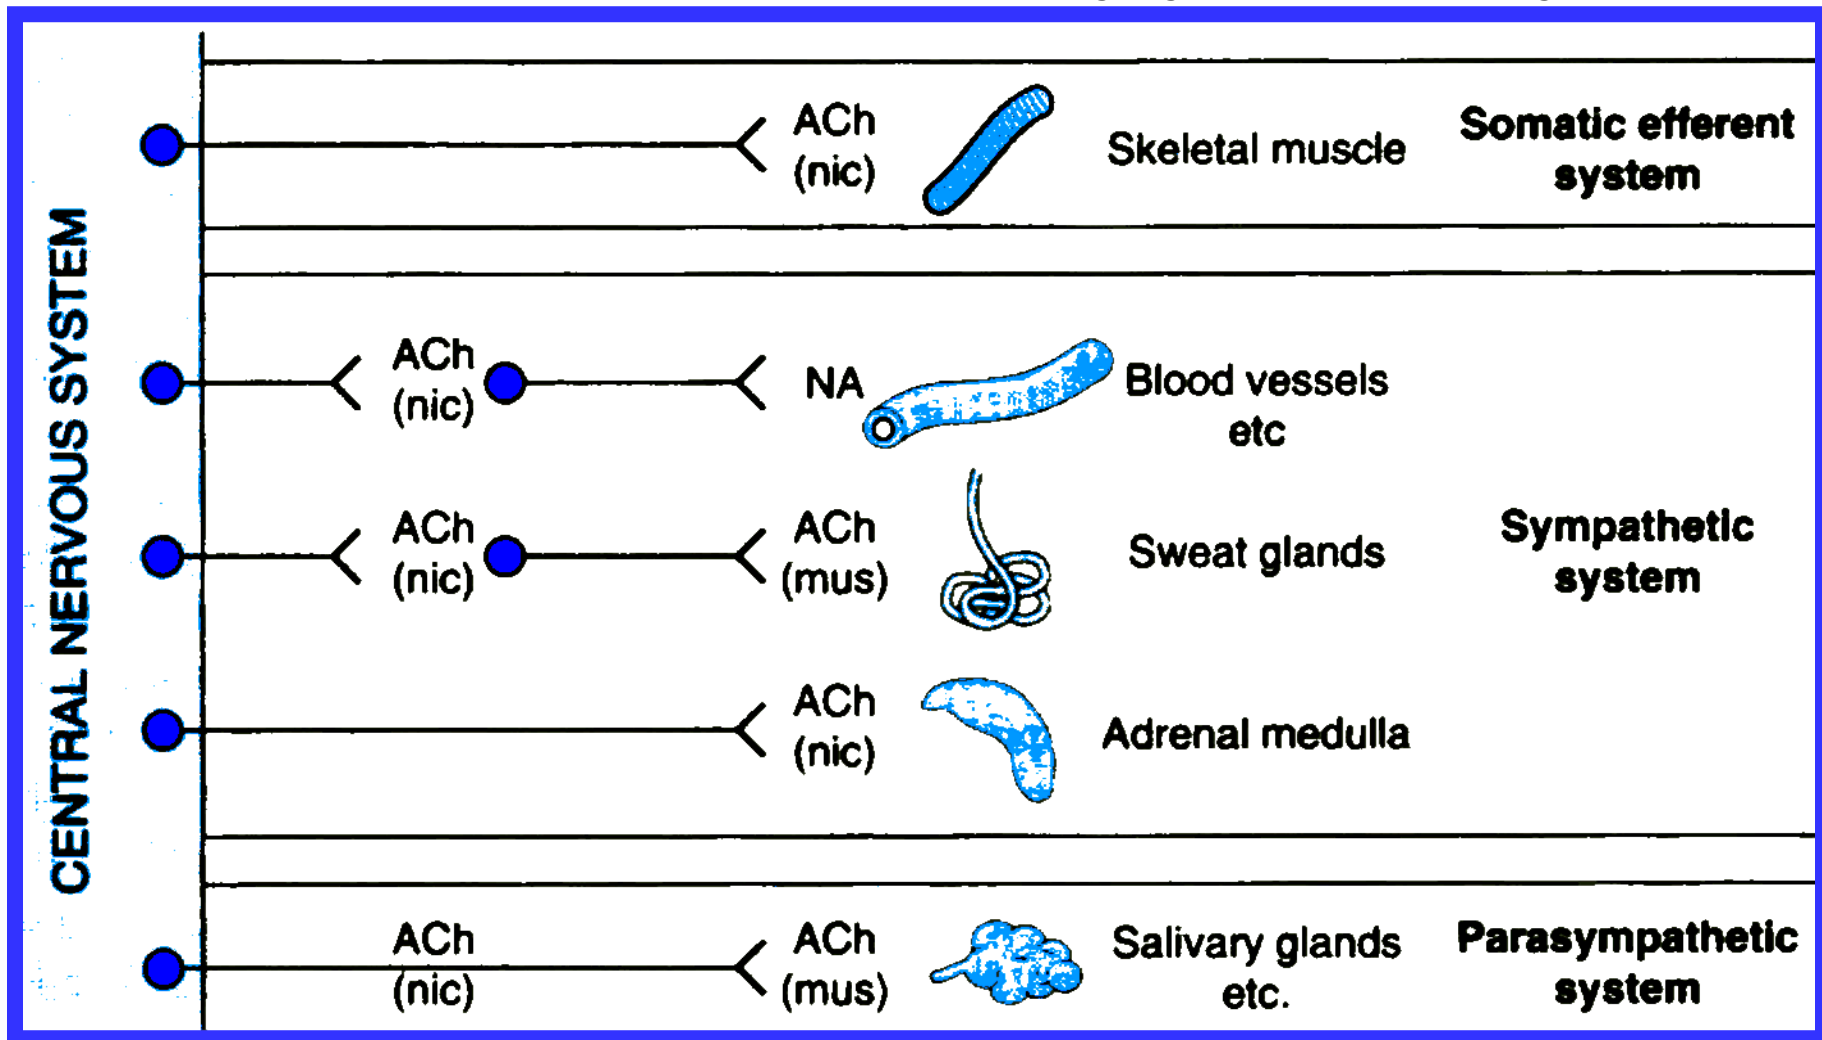 CENTRAL NERVOUS SYSTEM
ACh
(nic)
Skeletal muscle
Somatic efferent
system
ACh
(nic)
NA
Blood vessels
etc
ACh
(nic)
ACh
(mus)
Sweat glands
Sympathetic
system
ACh
(nic)
Adrenal medulla
ACh
(nic)
ACh
(mus)
Salivary glands
etc.
Parasympathetic
system